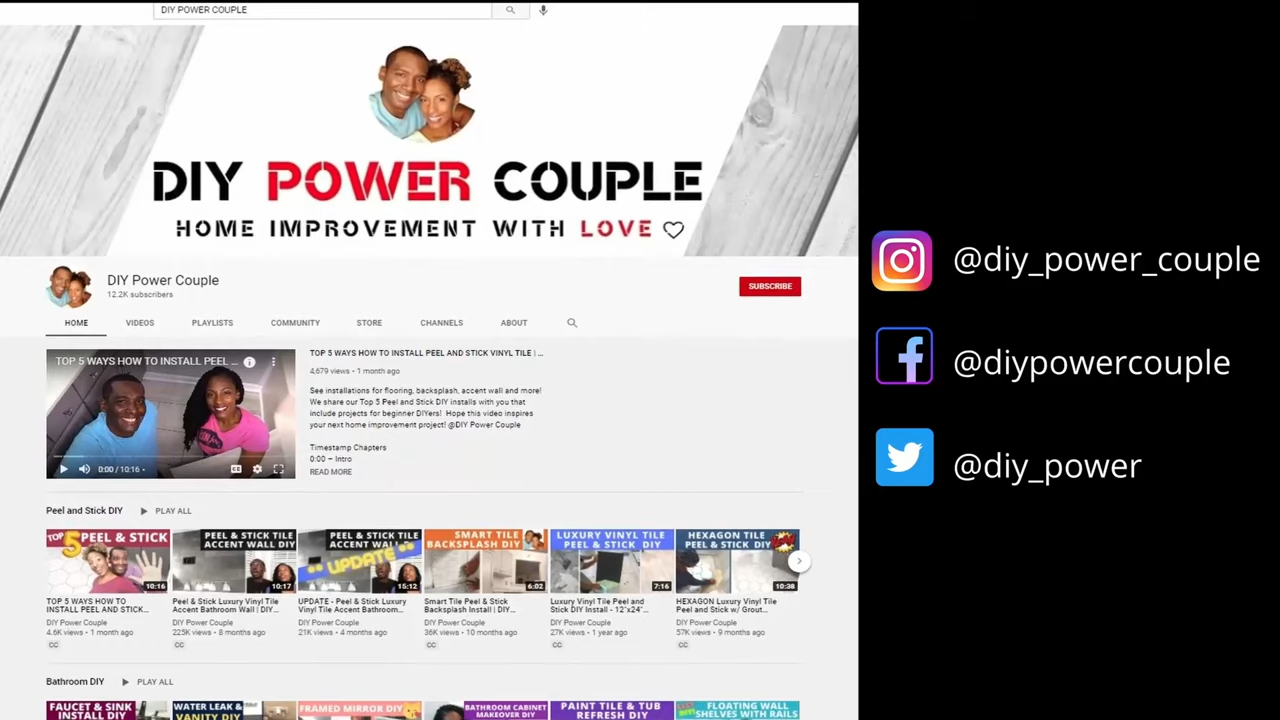 DIY POWER COUPLE
DIY POWER COUPLE
HOME IMPROVEMENT WITH LOVE
DIY Power Couple
12.2K subscribers
SUBSCRIBE
HOME VIDEOS PLAYLISTS COMMUNITY STORE CHANNELS ABOUT
TOP 5 WAYS HOW TO INSTALL PEEL ...
0:00 / 10:16
TOP 5 WAYS HOW TO INSTALL PEEL AND STICK VINYL TILE | ...
4,679 views • 1 month ago
See installations for flooring, backsplash, accent wall and more!
We share our Top 5 Peel and Stick DIY installs with you that
include projects for beginner DIYers! Hope this video inspires
your next home improvement project! @DIY Power Couple
Timestamp Chapters
0:00 – Intro
READ MORE
@diy_power_couple
@diypowercouple
@diy_power
Peel and Stick DIY PLAY ALL
TOP 5 PEEL & STICK
10:16
TOP 5 WAYS HOW TO
INSTALL PEEL AND STICK...
DIY Power Couple
4.6K views • 1 month ago
CC
PEEL & STICK TILE
ACCENT WALL DIY
10:17
Peel & Stick Luxury Vinyl Tile
Accent Bathroom Wall | DIY...
DIY Power Couple
225K views • 8 months ago
CC
PEEL & STICK TILE
ACCENT WALL
UPDATE
15:12
UPDATE - Peel & Stick Luxury
Vinyl Tile Accent Bathroom...
DIY Power Couple
21K views • 4 months ago
SMART TILE
BACKSPLASH DIY
6:02
Smart Tile Peel & Stick
Backsplash Install | DIY...
DIY Power Couple
36K views • 10 months ago
CC
LUXURY VINYL TILE
PEEL & STICK DIY
7:16
Luxury Vinyl Tile Peel and
Stick DIY Install - 12"x24"...
DIY Power Couple
27K views • 1 year ago
CC
HEXAGON TILE
PEEL & STICK DIY
10:38
HEXAGON Luxury Vinyl Tile
Peel and Stick w/ Grout...
DIY Power Couple
57K views • 9 months ago
CC
Bathroom DIY PLAY ALL
FAUCET & SINK
INSTALL DIY
WATER LEAK &
VANITY DIY
FRAMED MIRROR DIY
BATHROOM CABINET
MAKEOVER DIY
PAINT TILE & TUB
REFRESH DIY
FLOATING WALL
SHELVES WITH RAILS